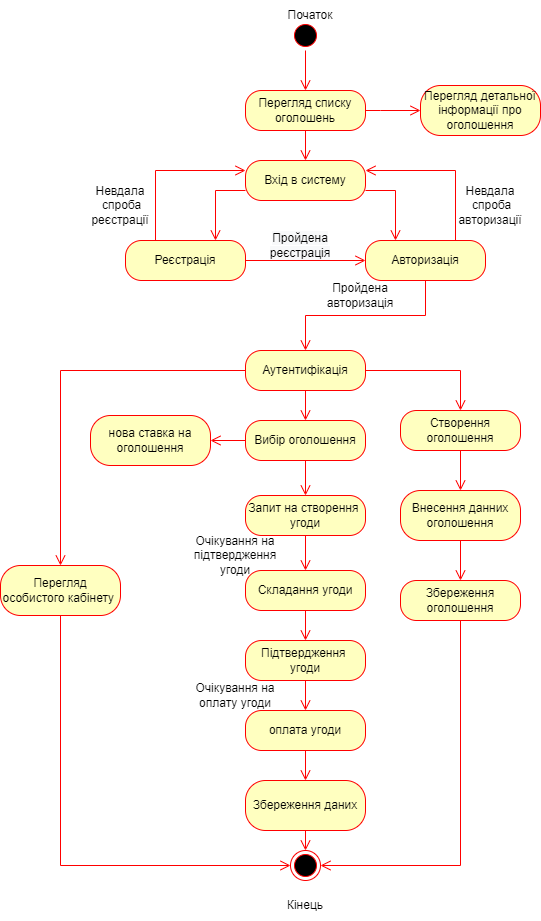 Початок
Перегляд списку
оголошень
Перегляд детальної
інформації про
оголошення
Вхід в систему
Невдала
спроба
реєстрації
Невдала
спроба
авторизації
Реєстрація
Пройдена
реєстрація
Авторизація
Пройдена
авторизація
Аутентифікація
нова ставка на
оголошення
Вибір оголошення
Створення
оголошення
Запит на створення
угоди
Внесення данних
оголошення
Очікування на
підтвердження
угоди
Перегляд
особистого кабінету
Складання угоди
Збереження
оголошення
Підтвердження
угоди
Очікування на
оплату угоди
оплата угоди
Збереження даних
Кінець